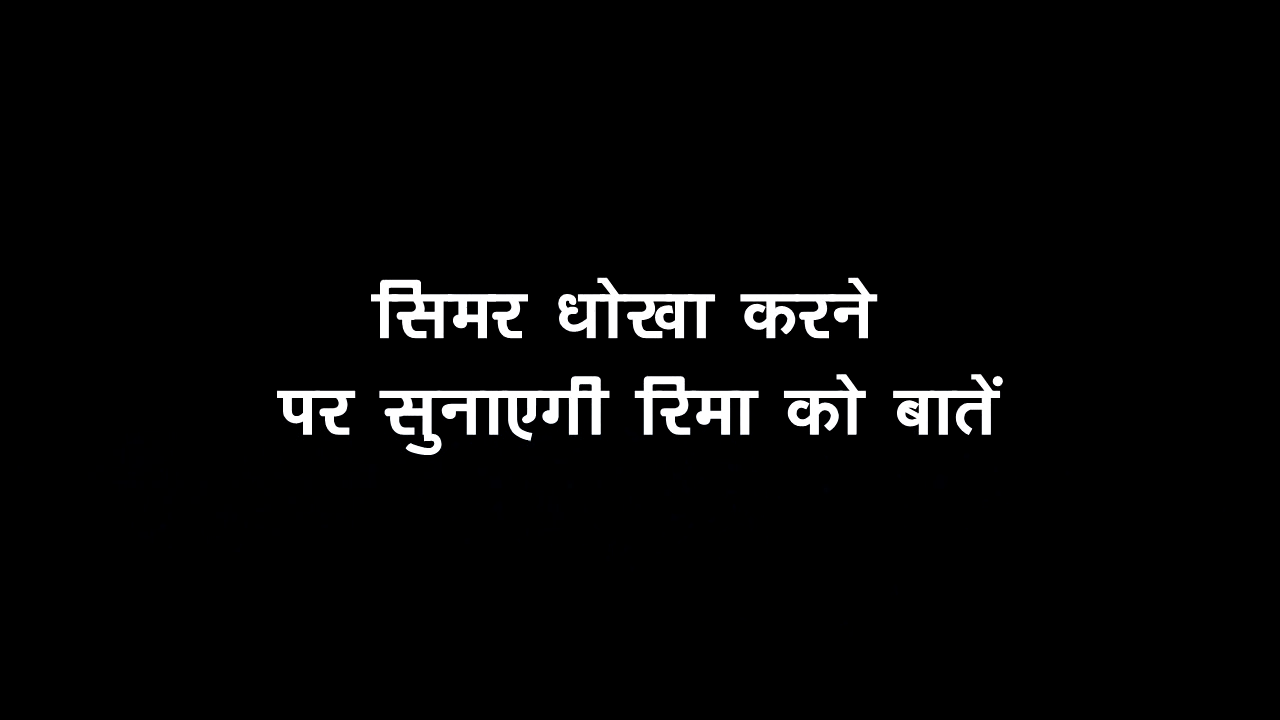 सिमर धोखा करने
पर सुनाएगी रिमा को बातें